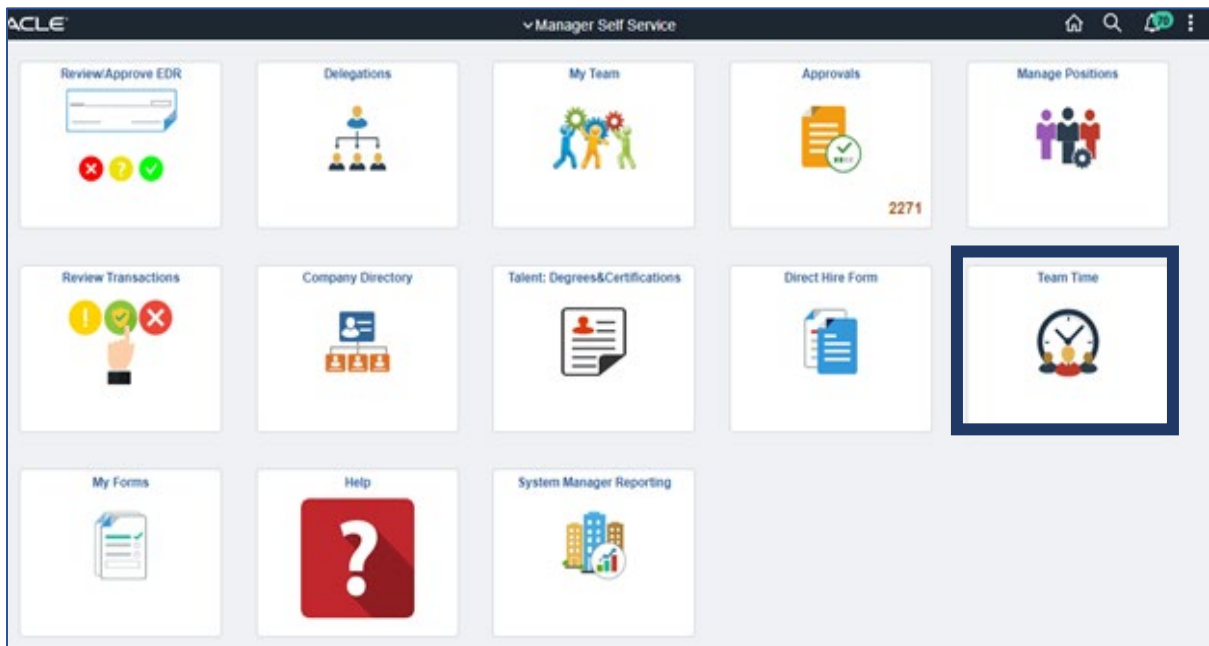 ACLE
Manager Self Service
70
Review/Approve EDR
Delegations
My Team
Approvals
Manage Positions
2271
Review Transactions
Company Directory
Talent: Degrees&Certifications
Direct Hire Form
Team Time
My Forms
Help
System Manager Reporting